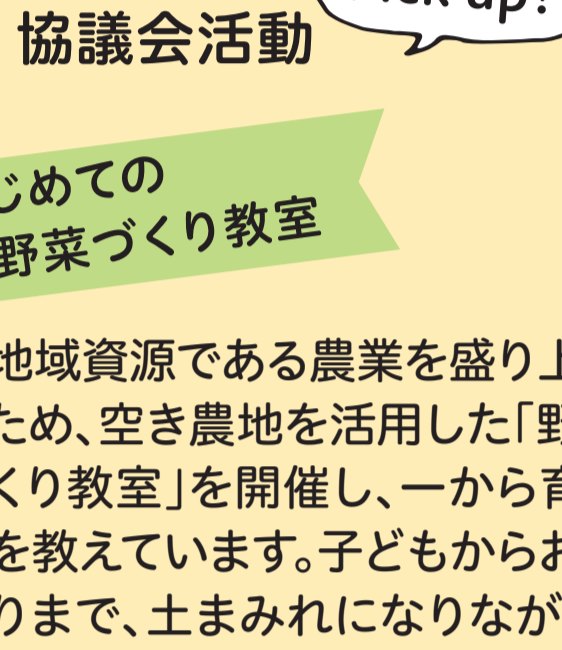 協議会活動
ck up!
じめての
野菜づくり教室
地域資源である農業を盛り上
ため、空き農地を活用した「野
くり教室」を開催し、一から育
を教えています。子どもからお
りまで、土まみれになりなが